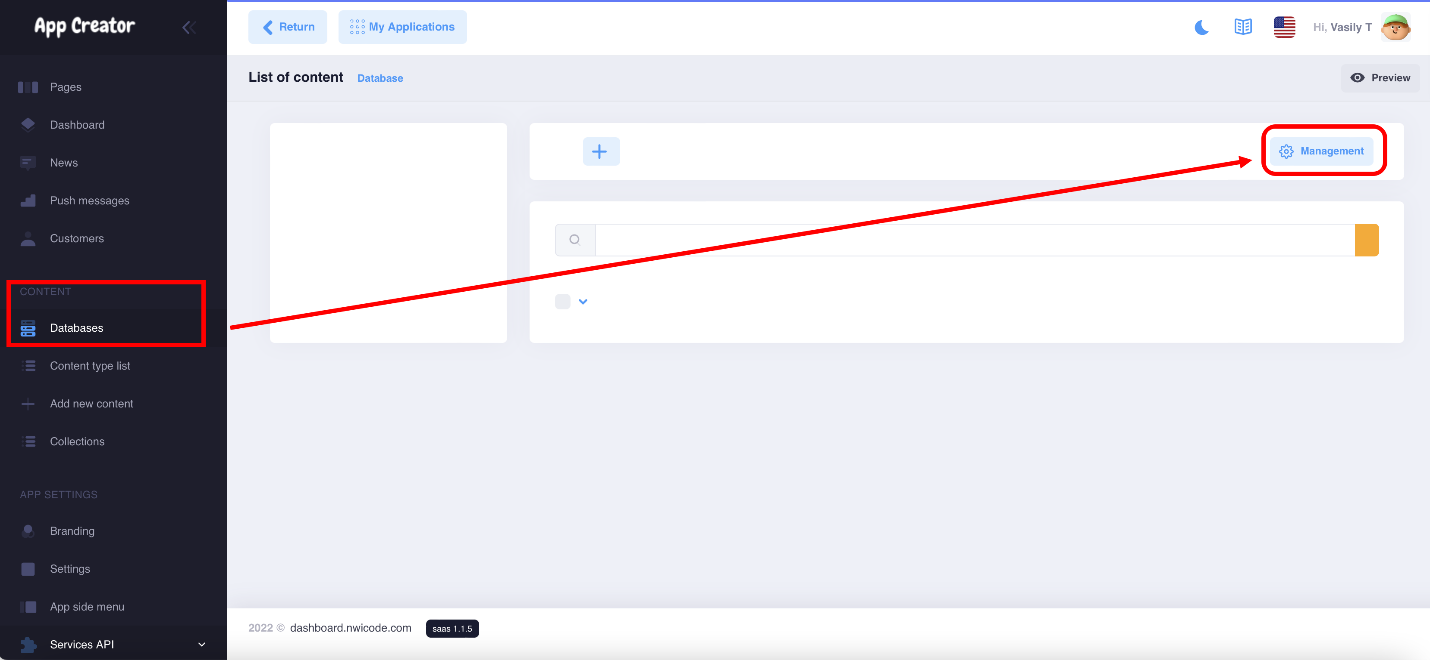 App Creator
Return
My Applications
Hi, Vasily T
List of content
Database
Preview
Pages
Dashboard
News
Push messages
Customers
CONTENT
Databases
Content type list
Add new content
Collections
APP SETTINGS
Branding
Settings
App side menu
Services API
Management
2022 © dashboard.nwicode.com
saas 1.1.5